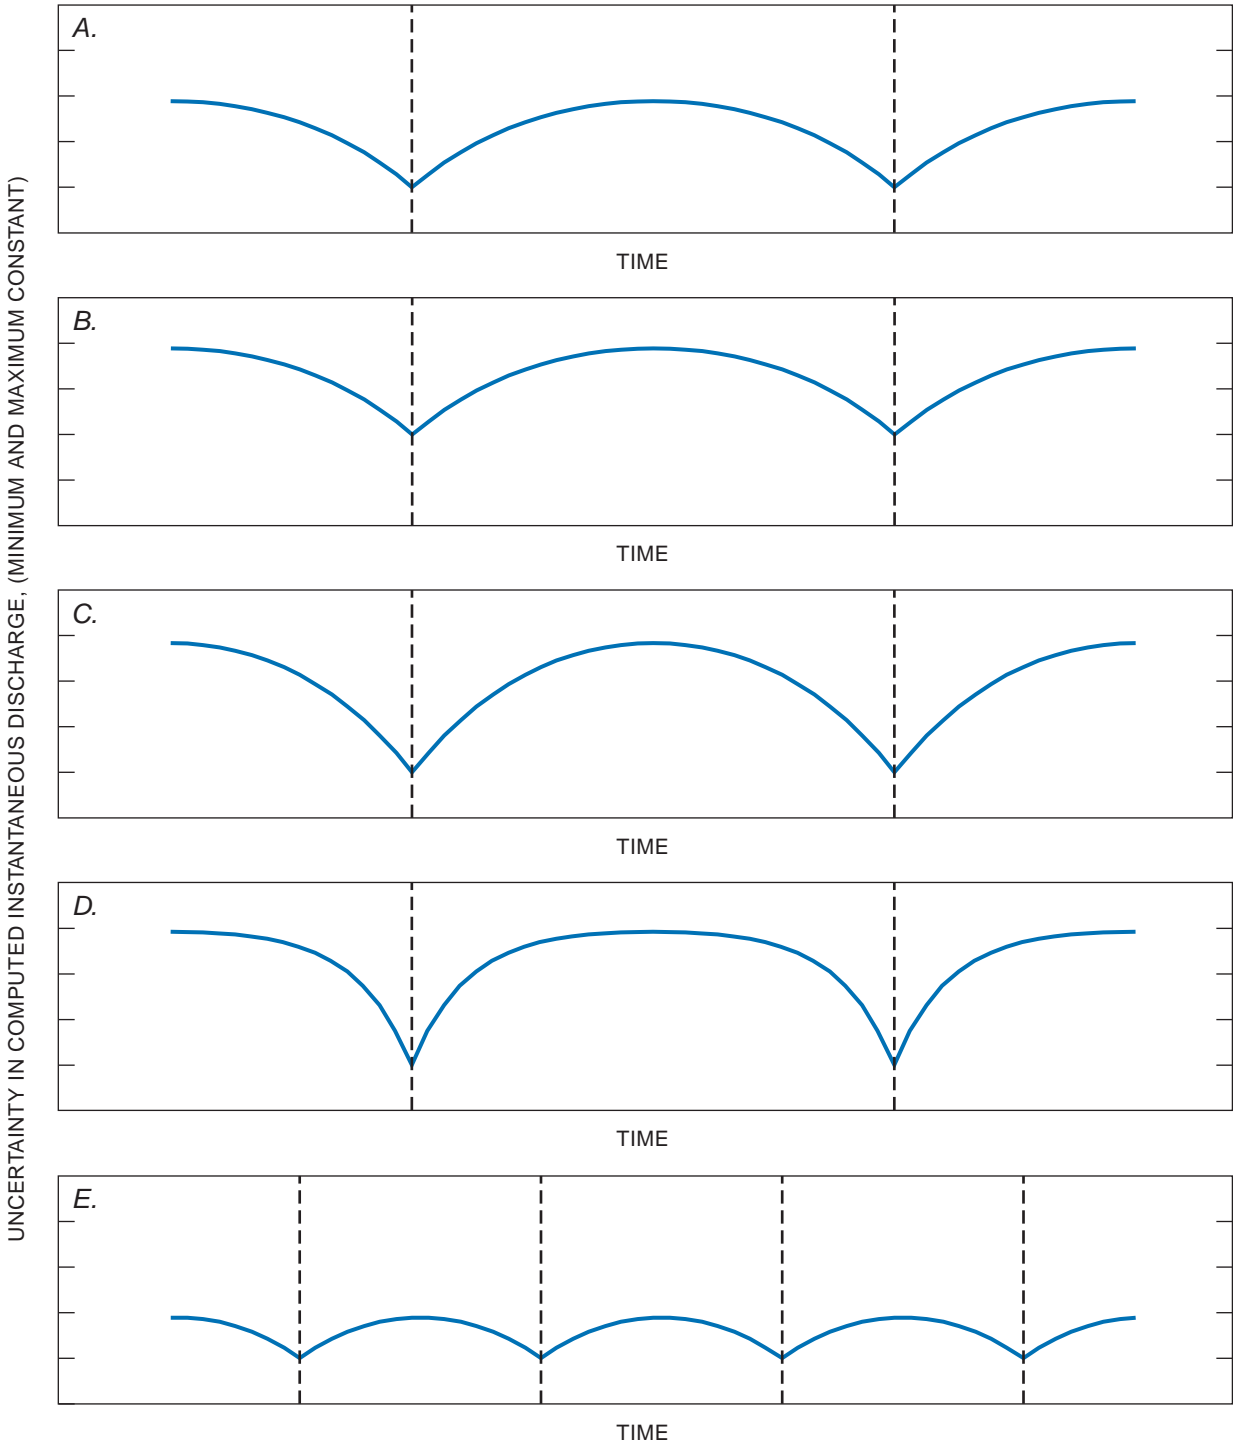 UNCERTAINTY IN COMPUTED INSTANTANEOUS DISCHARGE, (MINIMUM AND MAXIMUM CONSTANT)
A.
TIME
B.
TIME
C.
TIME
D.
TIME
E.
TIME